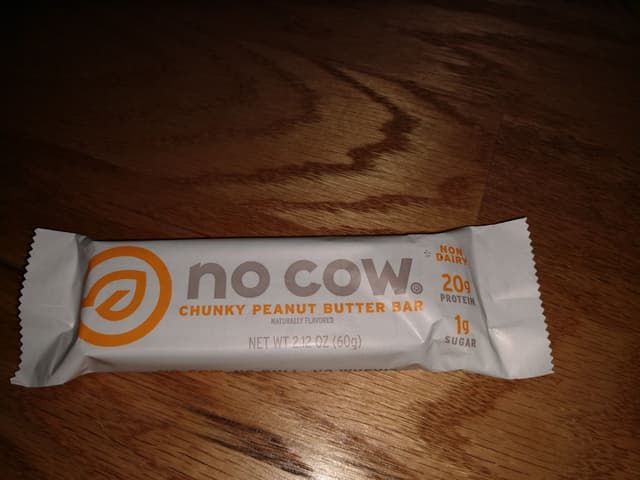 no cow.
CHUNKY PEANUT BUTTER BAR
NATURALLY FLAVORED
NET WT 2.12 OZ (60g)
NON
DAIRY
20g
PROTEIN
1g
SUGAR